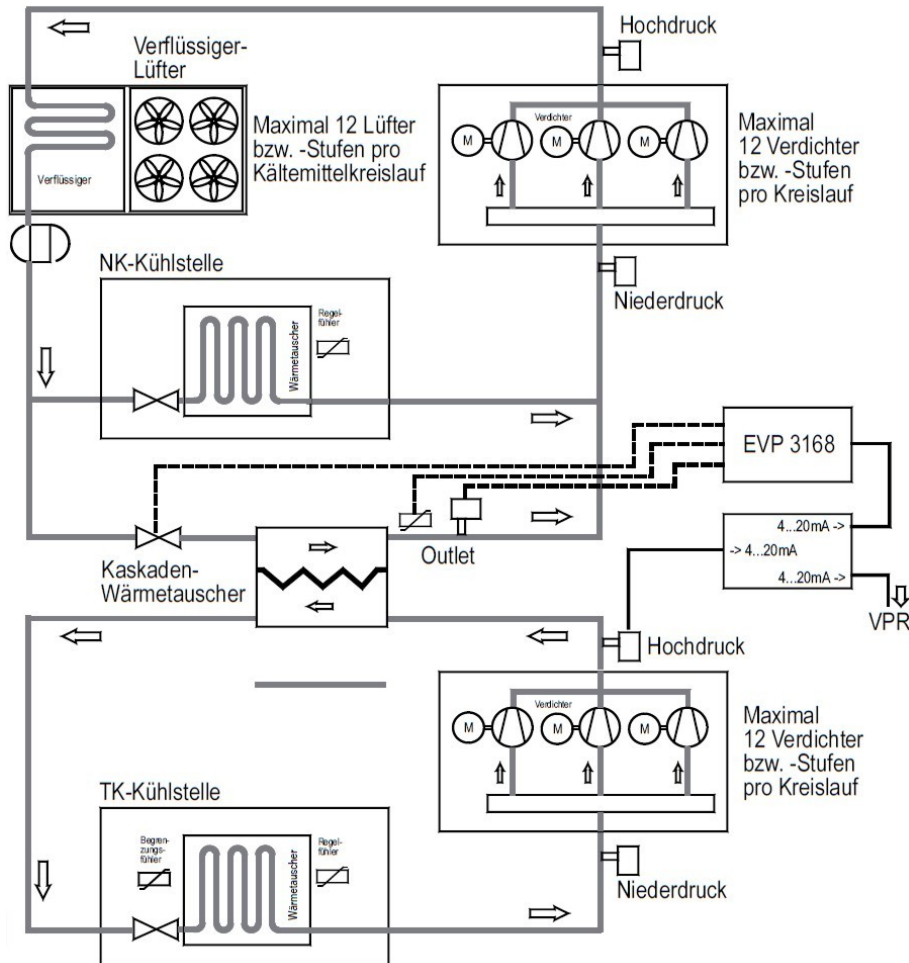 Hochdruck
Verflüssiger-
Lüfter
Maximal 12 Lüfter
bzw. -Stufen pro
Kältemittelkreislauf
Verflüssiger
Verdichter
M
M
M
Maximal
12 Verdichter
bzw. -Stufen
pro Kreislauf
NK-Kühlstelle
Niederdruck
Regel-
fühler
Wärmetauscher
EVP 3168
4...20mA ->
-> 4...20mA
4...20mA ->
VPR
Outlet
Kaskaden-
Wärmetauscher
Hochdruck
Verdichter
M
M
M
Maximal
12 Verdichter
bzw. -Stufen
pro Kreislauf
TK-Kühlstelle
Begren-
zungs-
fühler
Regel-
fühler
Wärmetauscher
Niederdruck